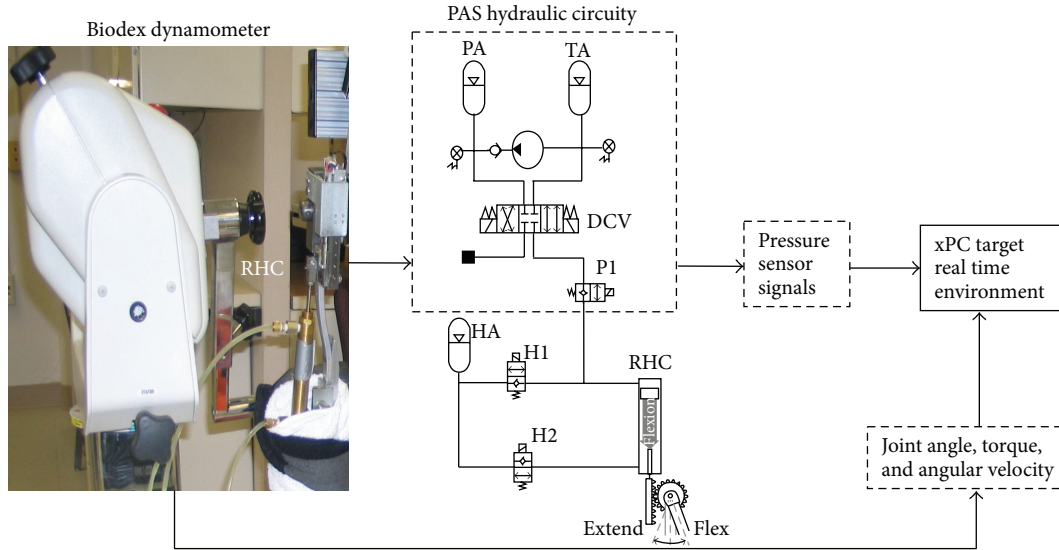 Biodex dynamometer
PAS hydraulic circuity
PA
TA
DCV
P1
RHC
HA
H1
RHC
Flexion
H2
Extend
Flex
Pressure
sensor
signals
xPC target
real time
environment
Joint angle, torque,
and angular velocity